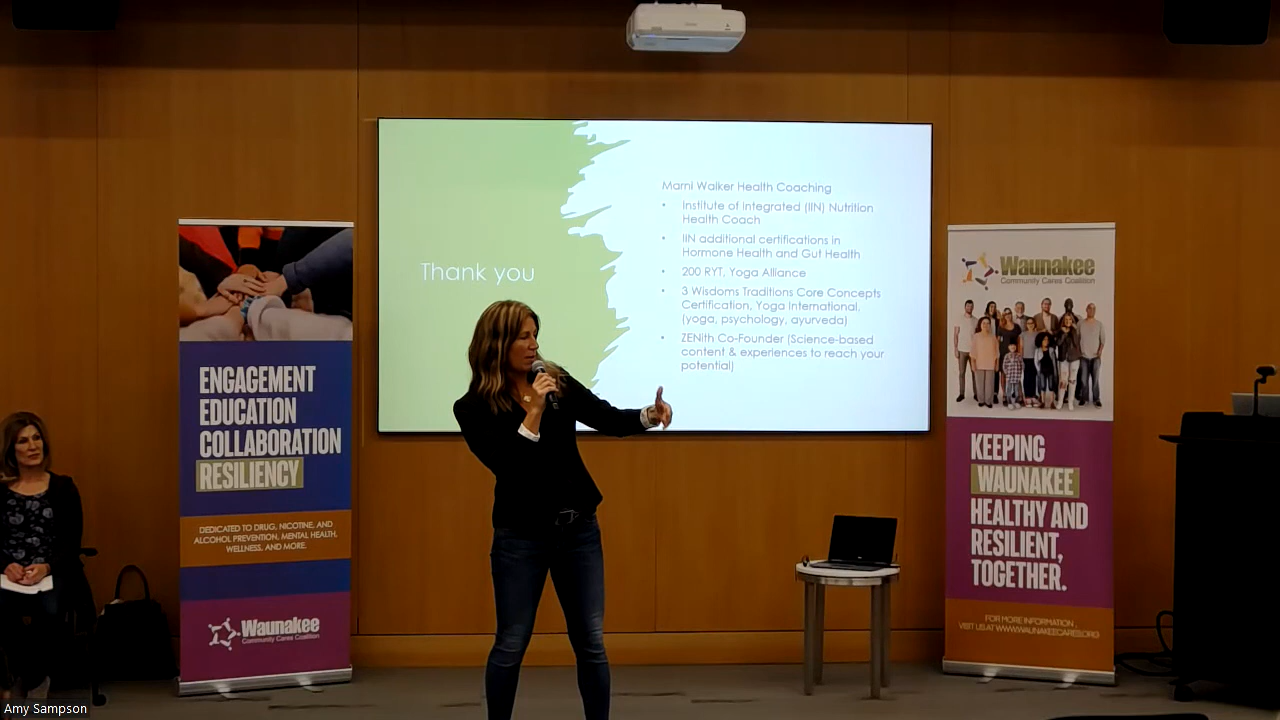 Thank you
Marni Walker Health Coaching
• Institute of Integrated (IIN) Nutrition
Health Coach
• IIN additional certifications in
Hormone Health and Gut Health
• 200 RYT, Yoga Alliance
• 3 Wisdoms Traditions Core Concepts
Certification, Yoga International,
(yoga, psychology, ayurveda)
• ZENith Co-Founder (Science-based
content & experiences to reach your
potential)
ENGAGEMENT
EDUCATION
COLLABORATION
RESILIENCY
DEDICATED TO DRUG, NICOTINE, AND
ALCOHOL PREVENTION, MENTAL HEALTH,
WELLNESS, AND MORE.
Waunakee
Community Cares Coalition
Waunakee
Community Cares Coalition
KEEPING
WAUNAKEE
HEALTHY AND
RESILIENT,
TOGETHER.
FOR MORE INFORMATION
VISIT US AT WWW.WAUNAKEECARES.ORG
Amy Sampson